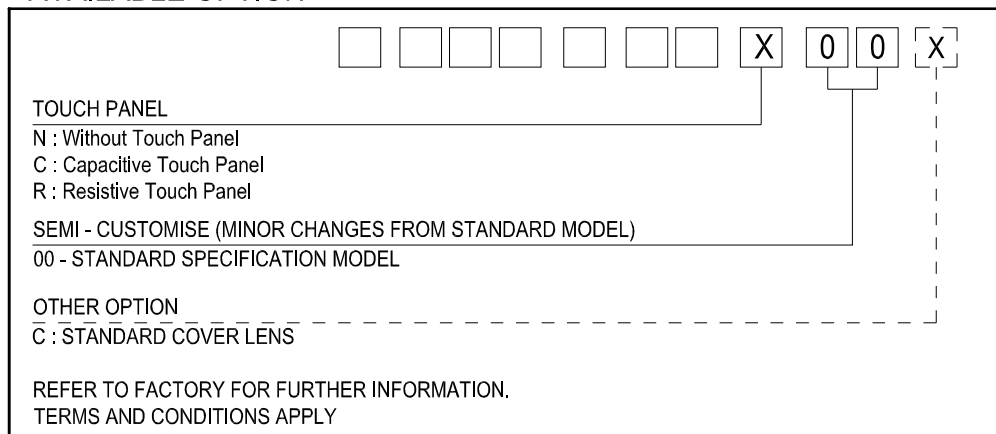 X 0 0 X
TOUCH PANEL
N : Without Touch Panel
C : Capacitive Touch Panel
R : Resistive Touch Panel
SEMI - CUSTOMISE (MINOR CHANGES FROM STANDARD MODEL)
00 - STANDARD SPECIFICATION MODEL
OTHER OPTION
C : STANDARD COVER LENS
REFER TO FACTORY FOR FURTHER INFORMATION.
TERMS AND CONDITIONS APPLY